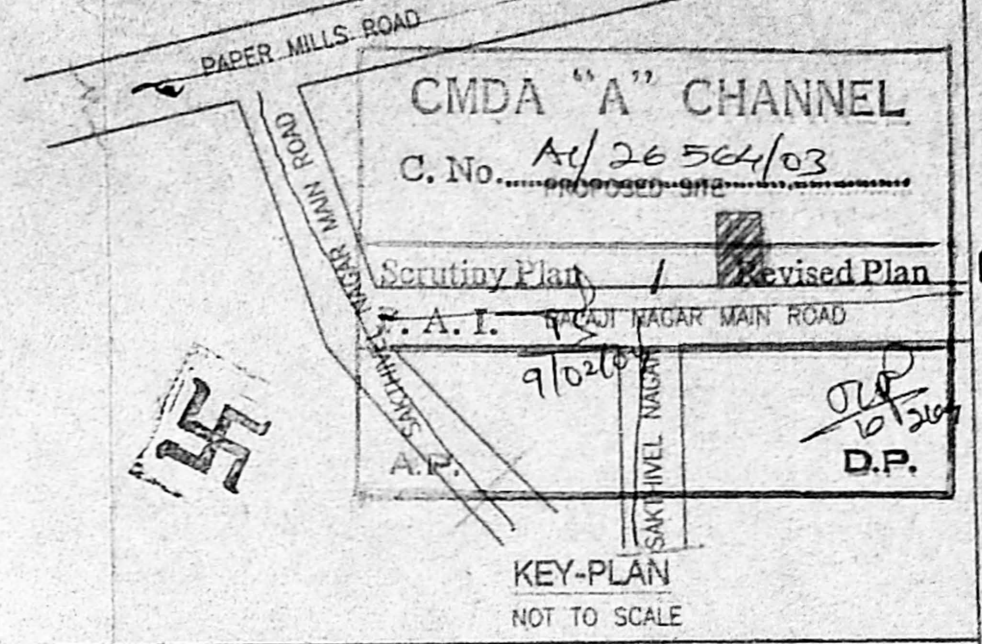 PAPER MILLS ROAD
SAKTHIVEL NAGAR MAIN ROAD
CMDA "A" CHANNEL
C. No. A1/26564/03
PROPOSED SITE
Scrutiny Plan / Revised Plan
P. A. I.
BALAJI NAGAR MAIN ROAD
9/02/04
SAKTHIVEL NAGAR
A.P.
D.P.
KEY-PLAN
NOT TO SCALE